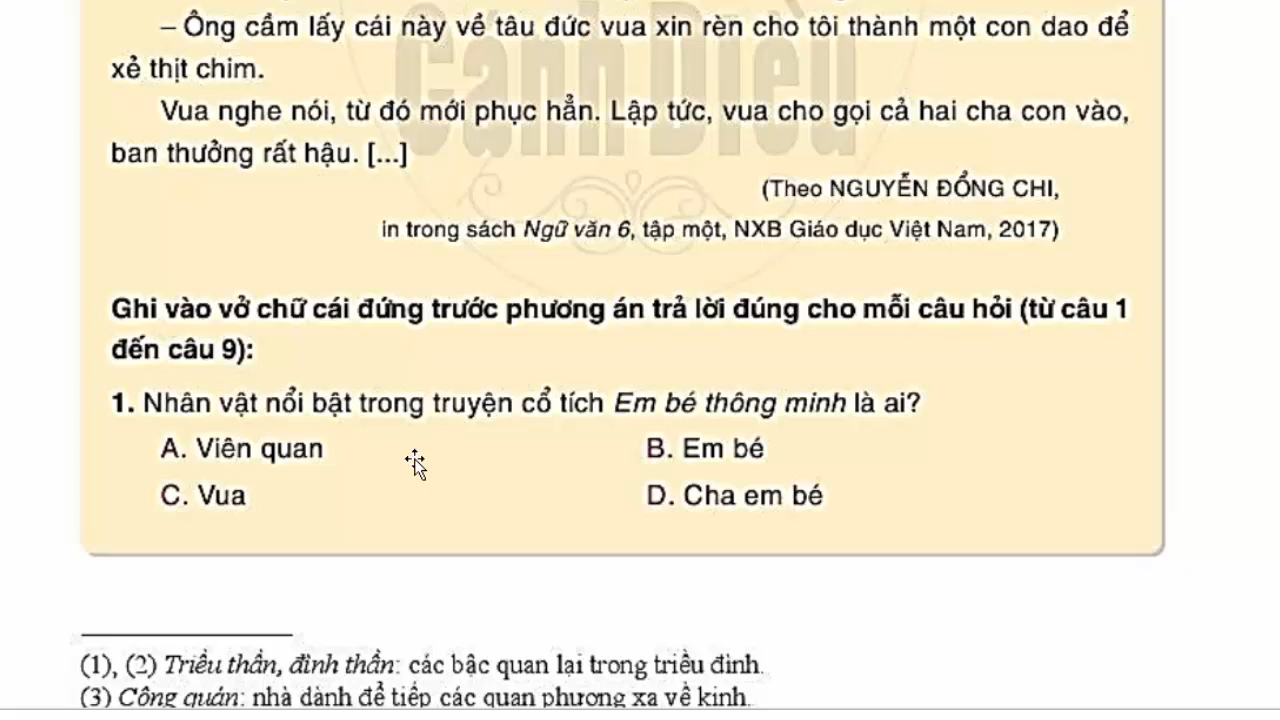 – Ông cầm lấy cái này về tâu đức vua xin rèn cho tôi thành một con dao để
xẻ thịt chim.
Vua nghe nói, từ đó mới phục hẳn. Lập tức, vua cho gọi cả hai cha con vào,
ban thưởng rất hậu. [...]
(Theo NGUYỄN ĐỔNG CHI,
in trong sách Ngữ văn 6, tập một, NXB Giáo dục Việt Nam, 2017)
Cánh Diều
Ghi vào vở chữ cái đứng trước phương án trả lời đúng cho mỗi câu hỏi (từ câu 1
đến câu 9):
1. Nhân vật nổi bật trong truyện cổ tích Em bé thông minh là ai?
A. Viên quan
B. Em bé
C. Vua
D. Cha em bé
(1), (2) Triều thần, đình thần: các bậc quan lại trong triều đình.
(3) Công quán: nhà dành để tiếp các quan phương xa về kinh.